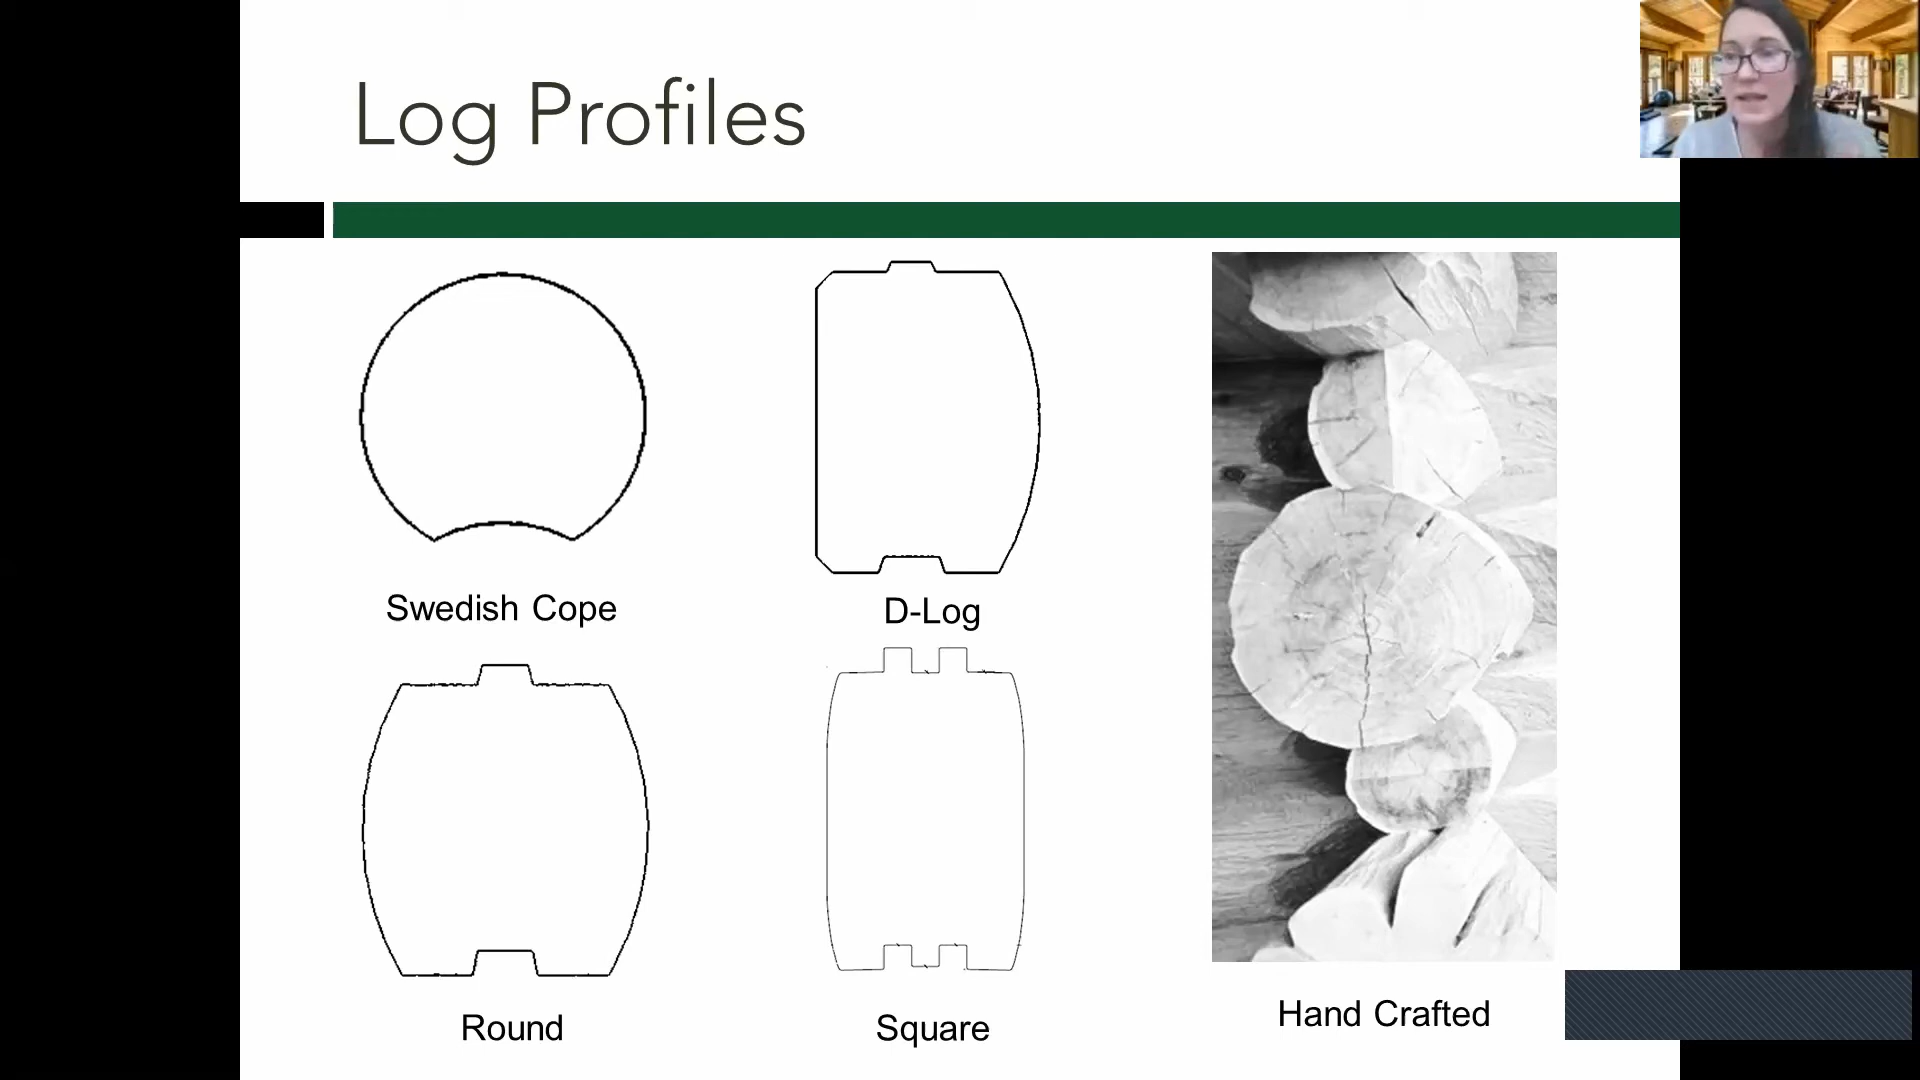 Log Profiles
Swedish Cope
D-Log
Round
Square
Hand Crafted